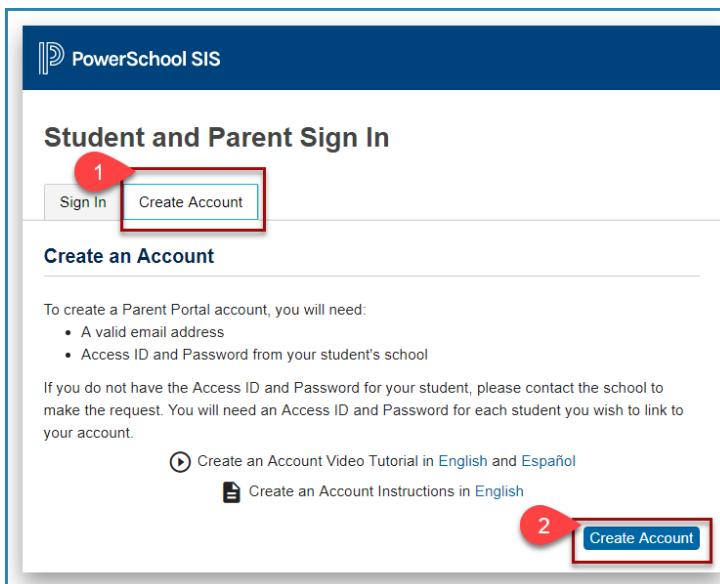 PowerSchool SIS
Student and Parent Sign In
1
Sign In Create Account
Create an Account
To create a Parent Portal account, you will need:
• A valid email address
• Access ID and Password from your student's school
If you do not have the Access ID and Password for your student, please contact the school to
make the request. You will need an Access ID and Password for each student you wish to link to
your account.
Create an Account Video Tutorial in English and Español
Create an Account Instructions in English
2
Create Account